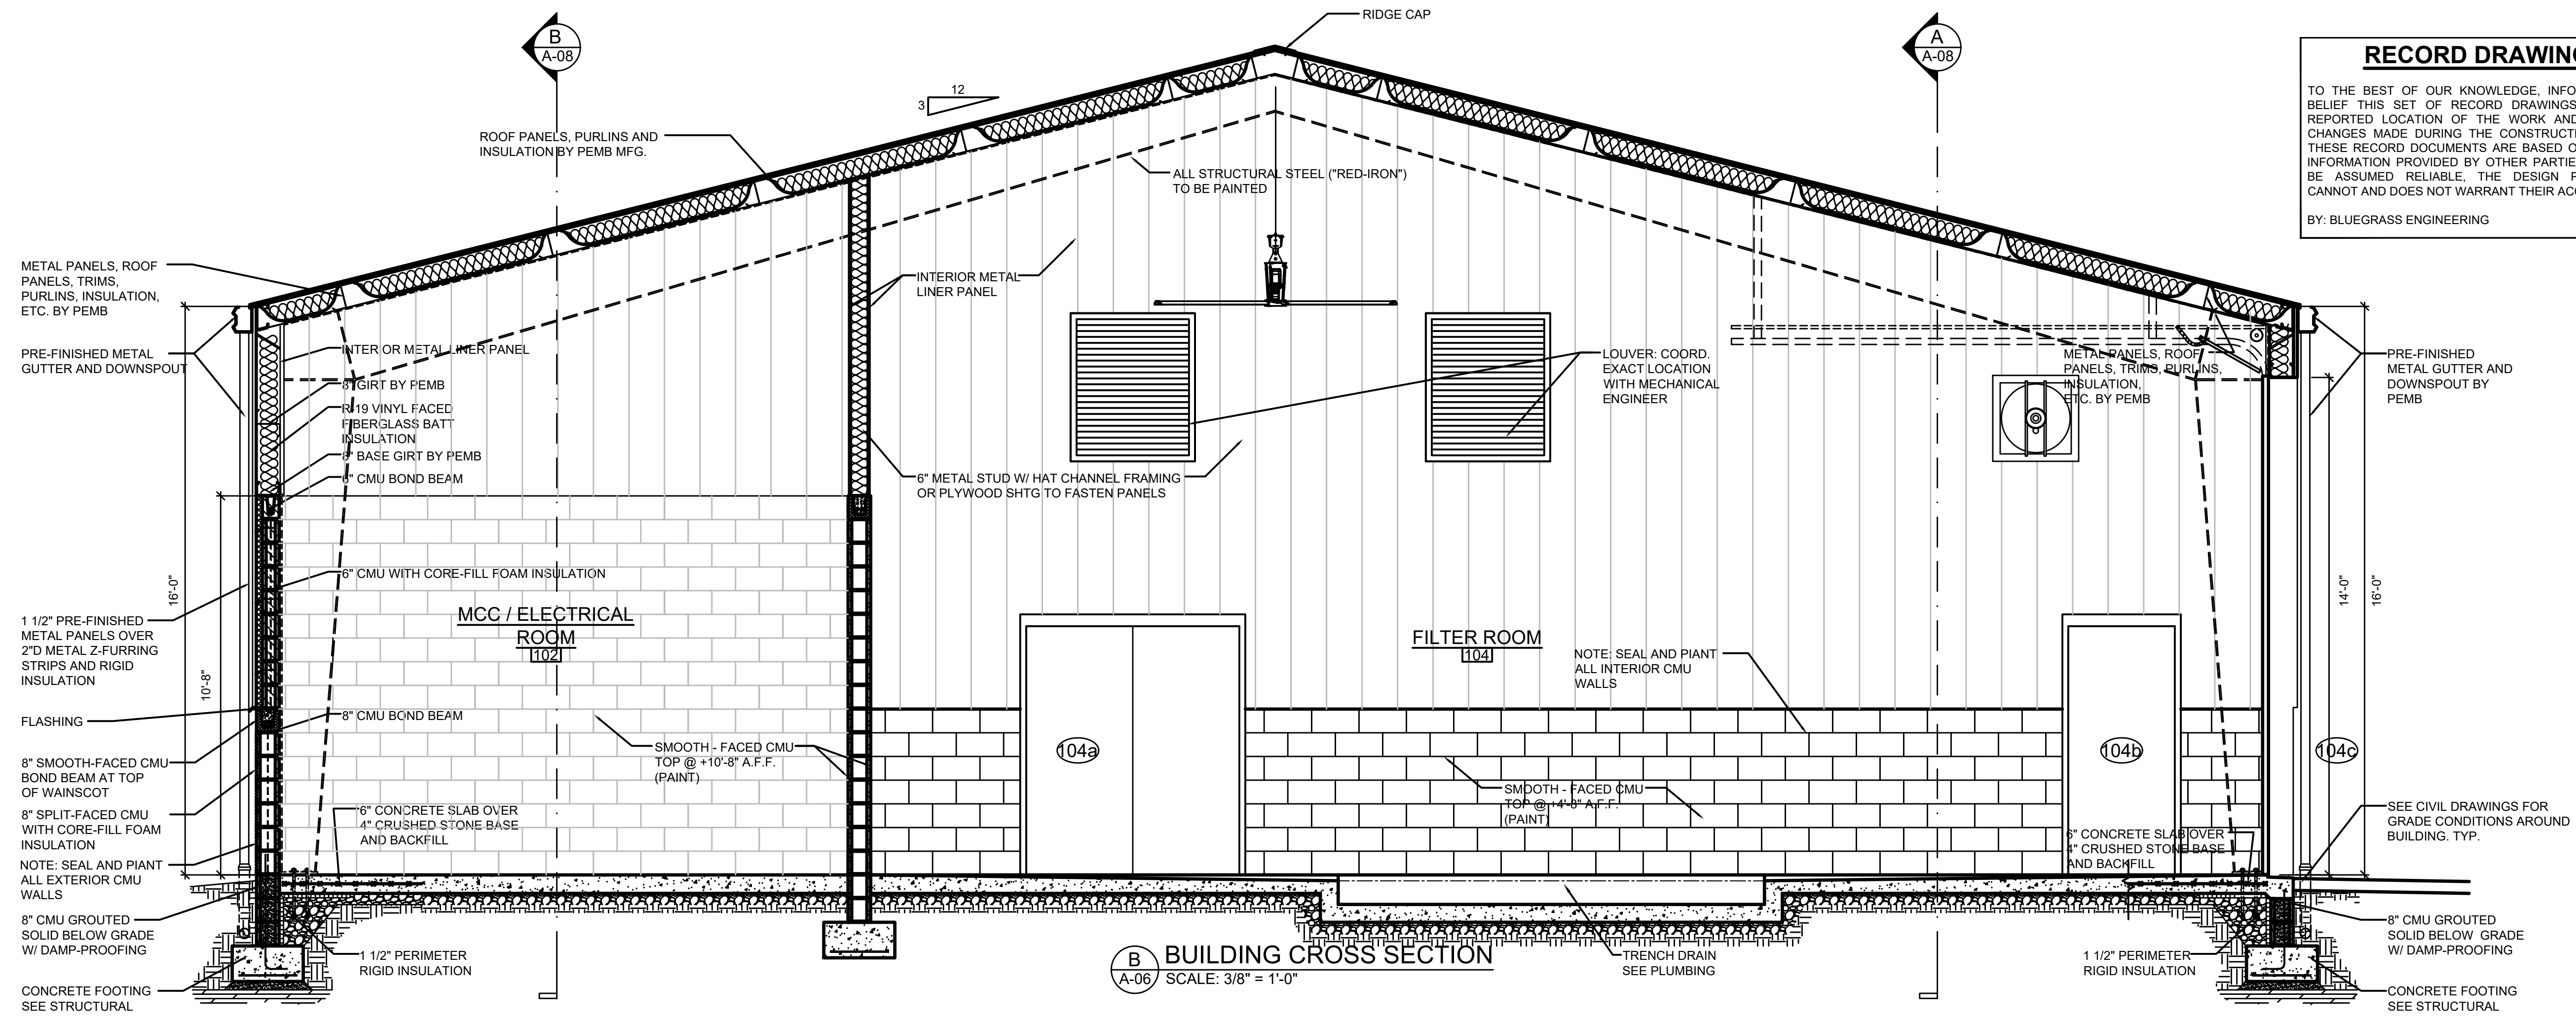 RIDGE CAP
B
A-08
A
A-08
RECORD DRAWING
TO THE BEST OF OUR KNOWLEDGE, INFO
BELIEF THIS SET OF RECORD DRAWINGS
REPORTED LOCATION OF THE WORK AND
CHANGES MADE DURING THE CONSTRUCTI
THESE RECORD DOCUMENTS ARE BASED O
INFORMATION PROVIDED BY OTHER PARTIE
BE ASSUMED RELIABLE, THE DESIGN P
CANNOT AND DOES NOT WARRANT THEIR ACC
BY: BLUEGRASS ENGINEERING
12
3
ROOF PANELS, PURLINS AND
INSULATION BY PEMB MFG.
ALL STRUCTURAL STEEL ("RED-IRON")
TO BE PAINTED
METAL PANELS, ROOF
PANELS, TRIMS,
PURLINS, INSULATION,
ETC. BY PEMB
PRE-FINISHED METAL
GUTTER AND DOWNSPOUT
INTERIOR METAL LINER PANEL
8" GIRT BY PEMB
R-19 VINYL FACED
FIBERGLASS BATT
INSULATION
8" BASE GIRT BY PEMB
6" CMU BOND BEAM
INTERIOR METAL
LINER PANEL
LOUVER: COORD.
EXACT LOCATION
WITH MECHANICAL
ENGINEER
METAL PANELS, ROOF
PANELS, TRIMS, PURLINS,
INSULATION,
ETC. BY PEMB
PRE-FINISHED
METAL GUTTER AND
DOWNSPOUT BY
PEMB
6" METAL STUD W/ HAT CHANNEL FRAMING
OR PLYWOOD SHTG TO FASTEN PANELS
16'-0"
10'-8"
14'-0"
16'-0"
6" CMU WITH CORE-FILL FOAM INSULATION
1 1/2" PRE-FINISHED
METAL PANELS OVER
2"D METAL Z-FURRING
STRIPS AND RIGID
INSULATION
MCC / ELECTRICAL
ROOM
102
FILTER ROOM
104
NOTE: SEAL AND PIANT
ALL INTERIOR CMU
WALLS
FLASHING
8" CMU BOND BEAM
SMOOTH - FACED CMU
TOP @ +10'-8" A.F.F.
(PAINT)
104a
104b
104c
8" SMOOTH-FACED CMU
BOND BEAM AT TOP
OF WAINSCOT
SMOOTH - FACED CMU
TOP @ +4'-8" A.F.F.
(PAINT)
8" SPLIT-FACED CMU
WITH CORE-FILL FOAM
INSULATION
6" CONCRETE SLAB OVER
4" CRUSHED STONE BASE
AND BACKFILL
6" CONCRETE SLAB OVER
4" CRUSHED STONE BASE
AND BACKFILL
SEE CIVIL DRAWINGS FOR
GRADE CONDITIONS AROUND
BUILDING. TYP.
NOTE: SEAL AND PIANT
ALL EXTERIOR CMU
WALLS
8" CMU GROUTED
SOLID BELOW GRADE
W/ DAMP-PROOFING
1 1/2" PERIMETER
RIGID INSULATION
B
A-06
BUILDING CROSS SECTION
SCALE: 3/8" = 1'-0"
TRENCH DRAIN
SEE PLUMBING
1 1/2" PERIMETER
RIGID INSULATION
8" CMU GROUTED
SOLID BELOW GRADE
W/ DAMP-PROOFING
CONCRETE FOOTING
SEE STRUCTURAL
CONCRETE FOOTING
SEE STRUCTURAL